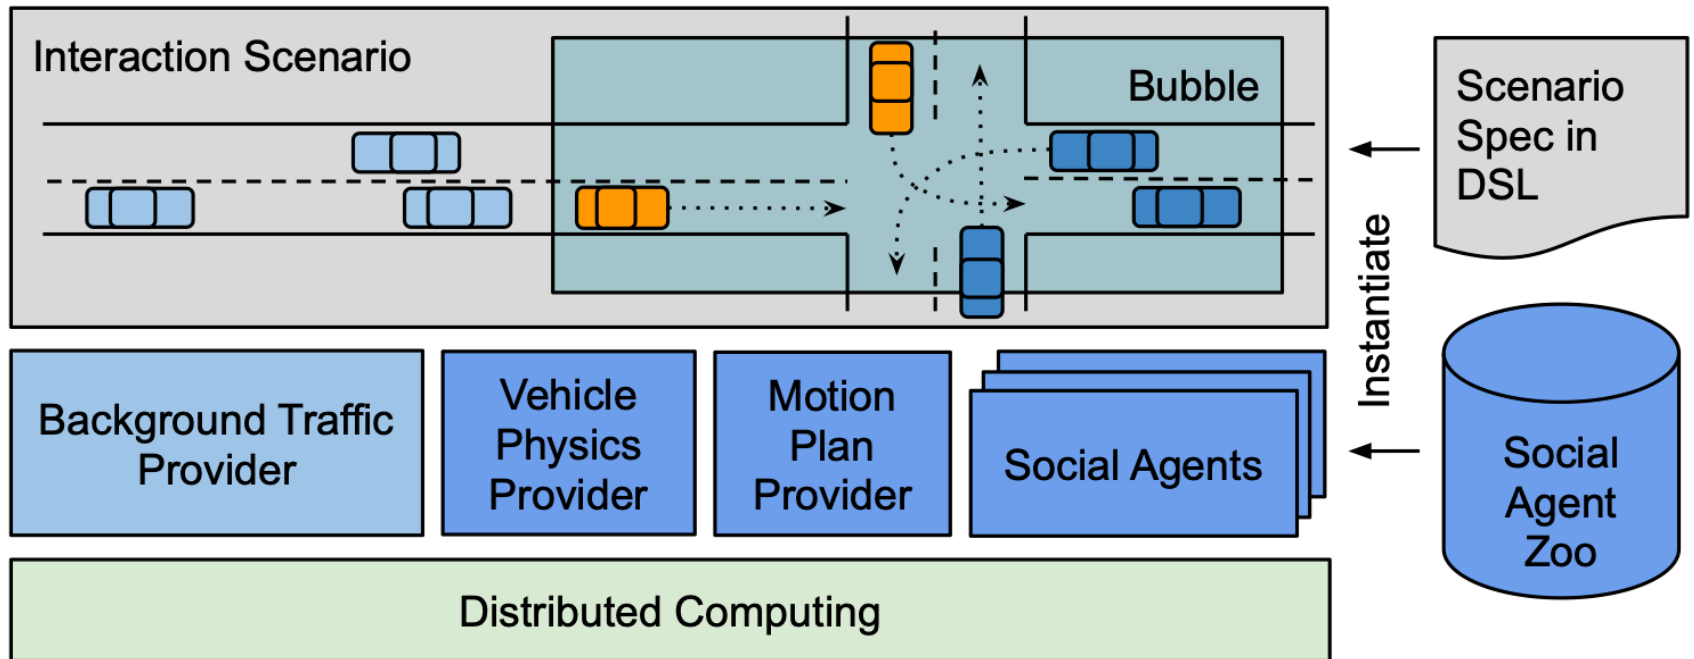 Interaction Scenario
Bubble
Scenario
Spec in
DSL
Instantiate
Background Traffic
Provider
Vehicle
Physics
Provider
Motion
Plan
Provider
Social Agents
Social
Agent
Zoo
Distributed Computing